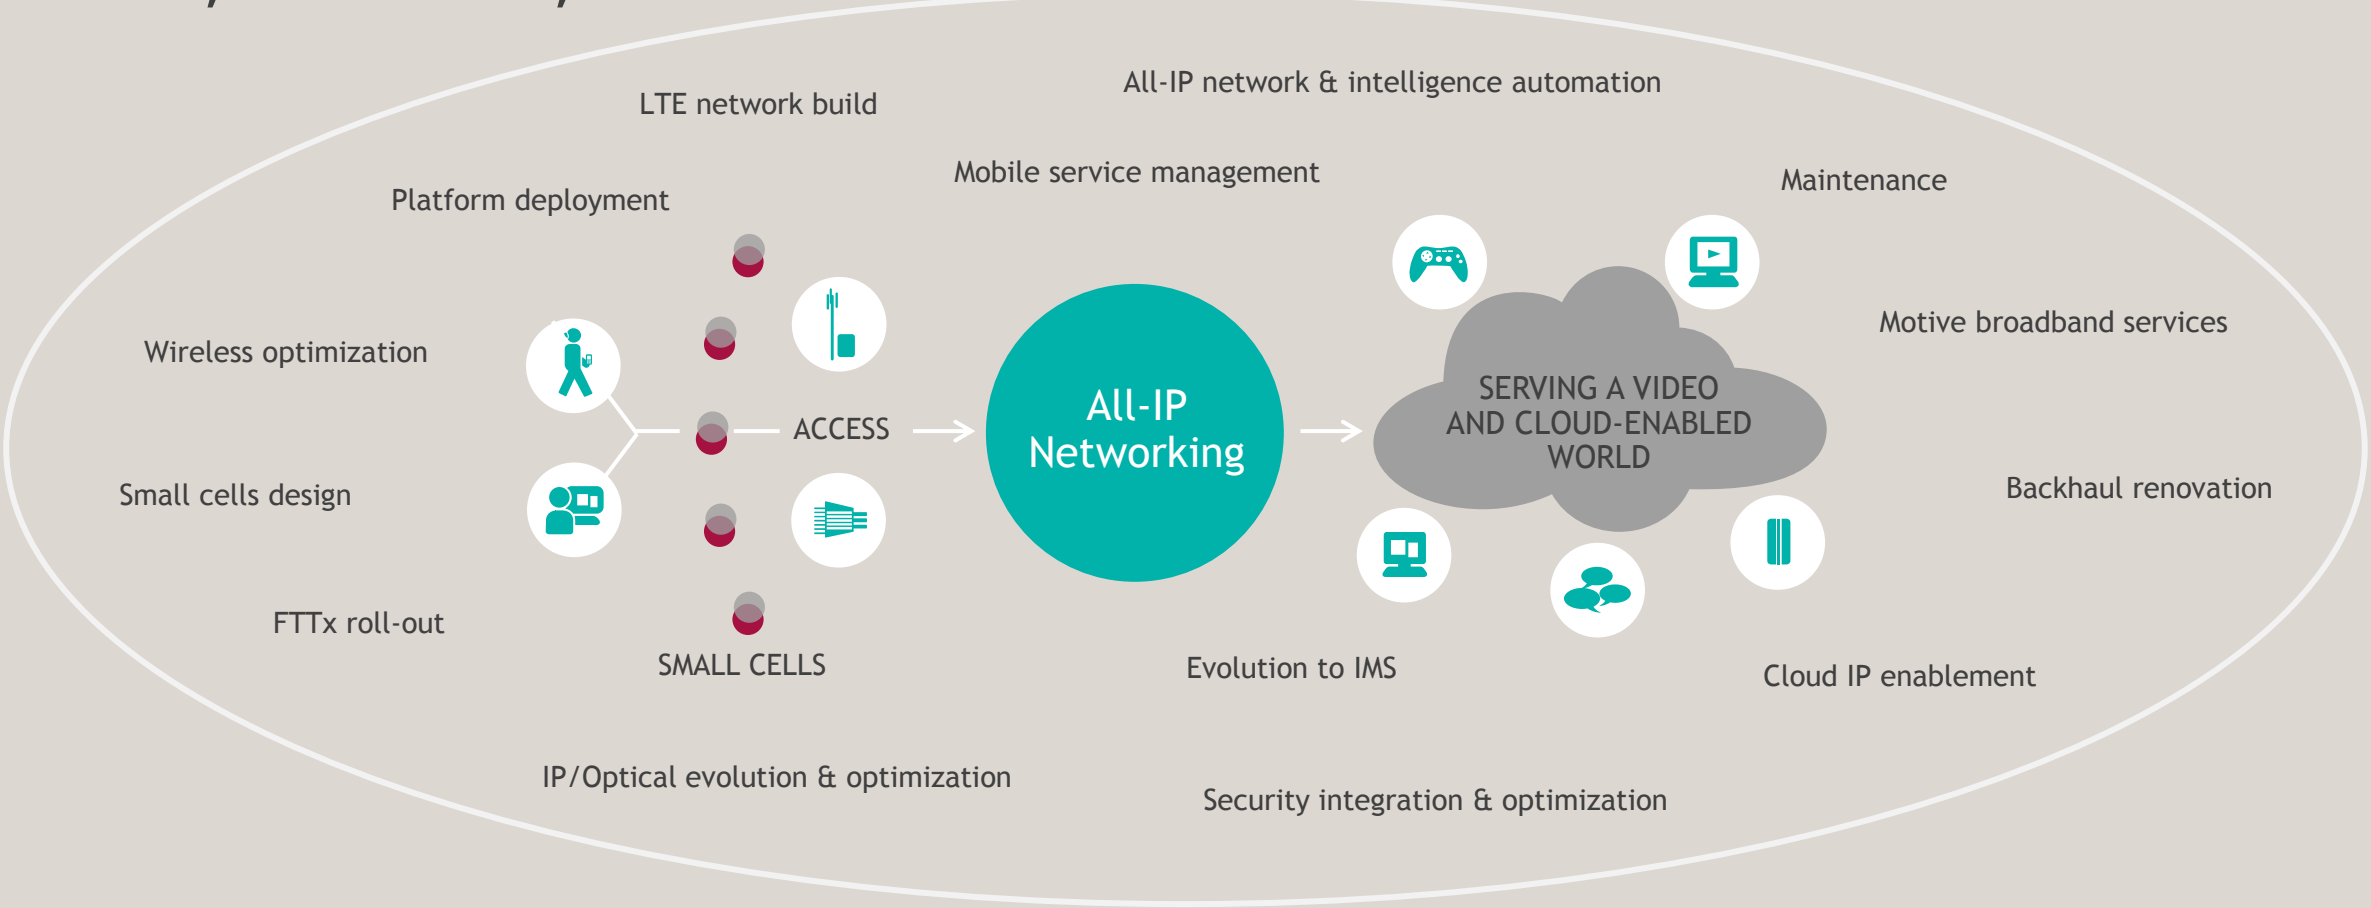 All-IP network & intelligence automation
LTE network build
Mobile service management
Maintenance
Platform deployment
Motive broadband services
Wireless optimization
SERVING A VIDEO
AND CLOUD-ENABLED
WORLD
All-IP
Networking
ACCESS
Small cells design
Backhaul renovation
FTTx roll-out
SMALL CELLS
Evolution to IMS
Cloud IP enablement
IP/Optical evolution & optimization
Security integration & optimization